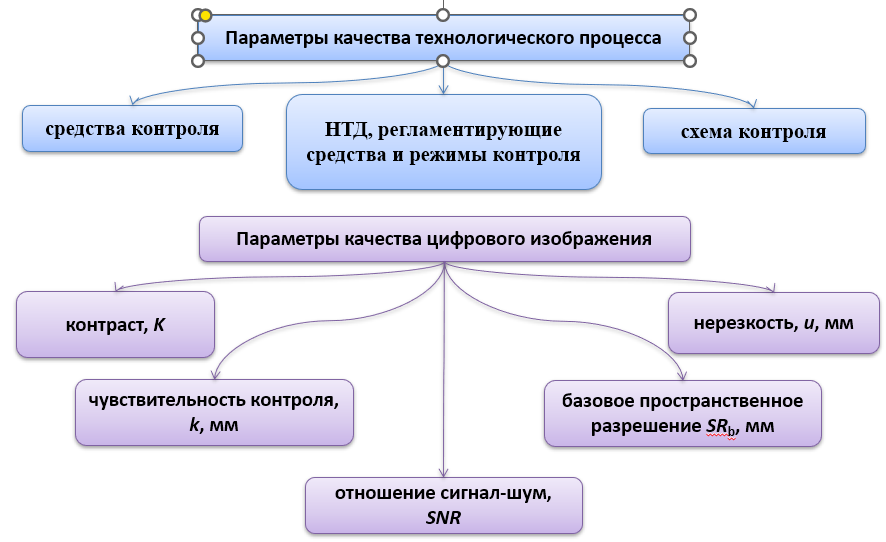 Параметры качества технологического процесса
средства контроля
НТД, регламентирующие
средства и режимы контроля
схема контроля
Параметры качества цифрового изображения
контраст, K
нерезкость, u, мм
чувствительность контроля,
k, мм
базовое пространственное
разрешение SRb, мм
отношение сигнал-шум,
SNR